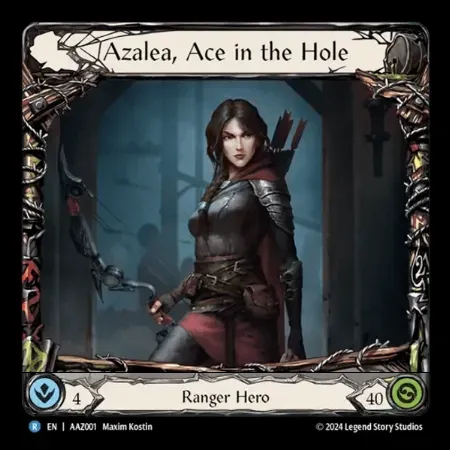 Azalea, Ace in the Hole
4 Ranger Hero 40
R EN | AAZ001 Maxim Kostin © 2024 Legend Story Studios